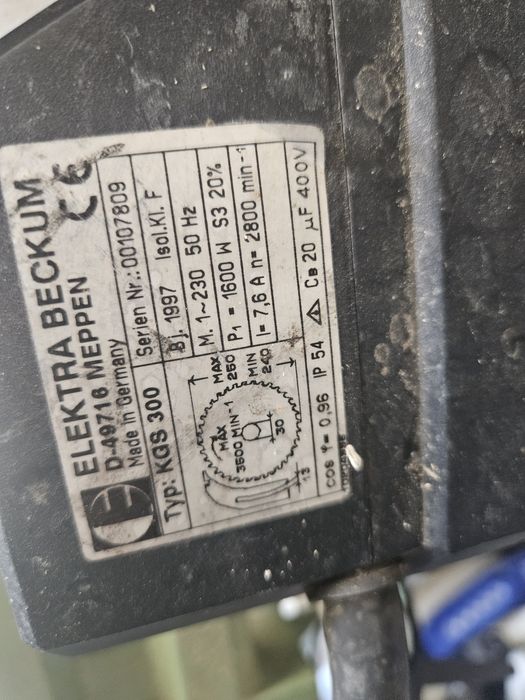 ELEKTRA BECKUM
D-49716 MEPPEN
CE
Made in Germany
Serien Nr.: 00107809
Typ: KGS 300
Bj. 1997 Isol.Kl. F
M. 1~230 50 Hz
P1 = 1600 W S3 20%
I= 7,6 A n= 2800 min-1
MAX
3500 MIN-1
30
13
MAX
250
MIN
240
cos φ= 0,96 IP 54 CB 20 µF 400V